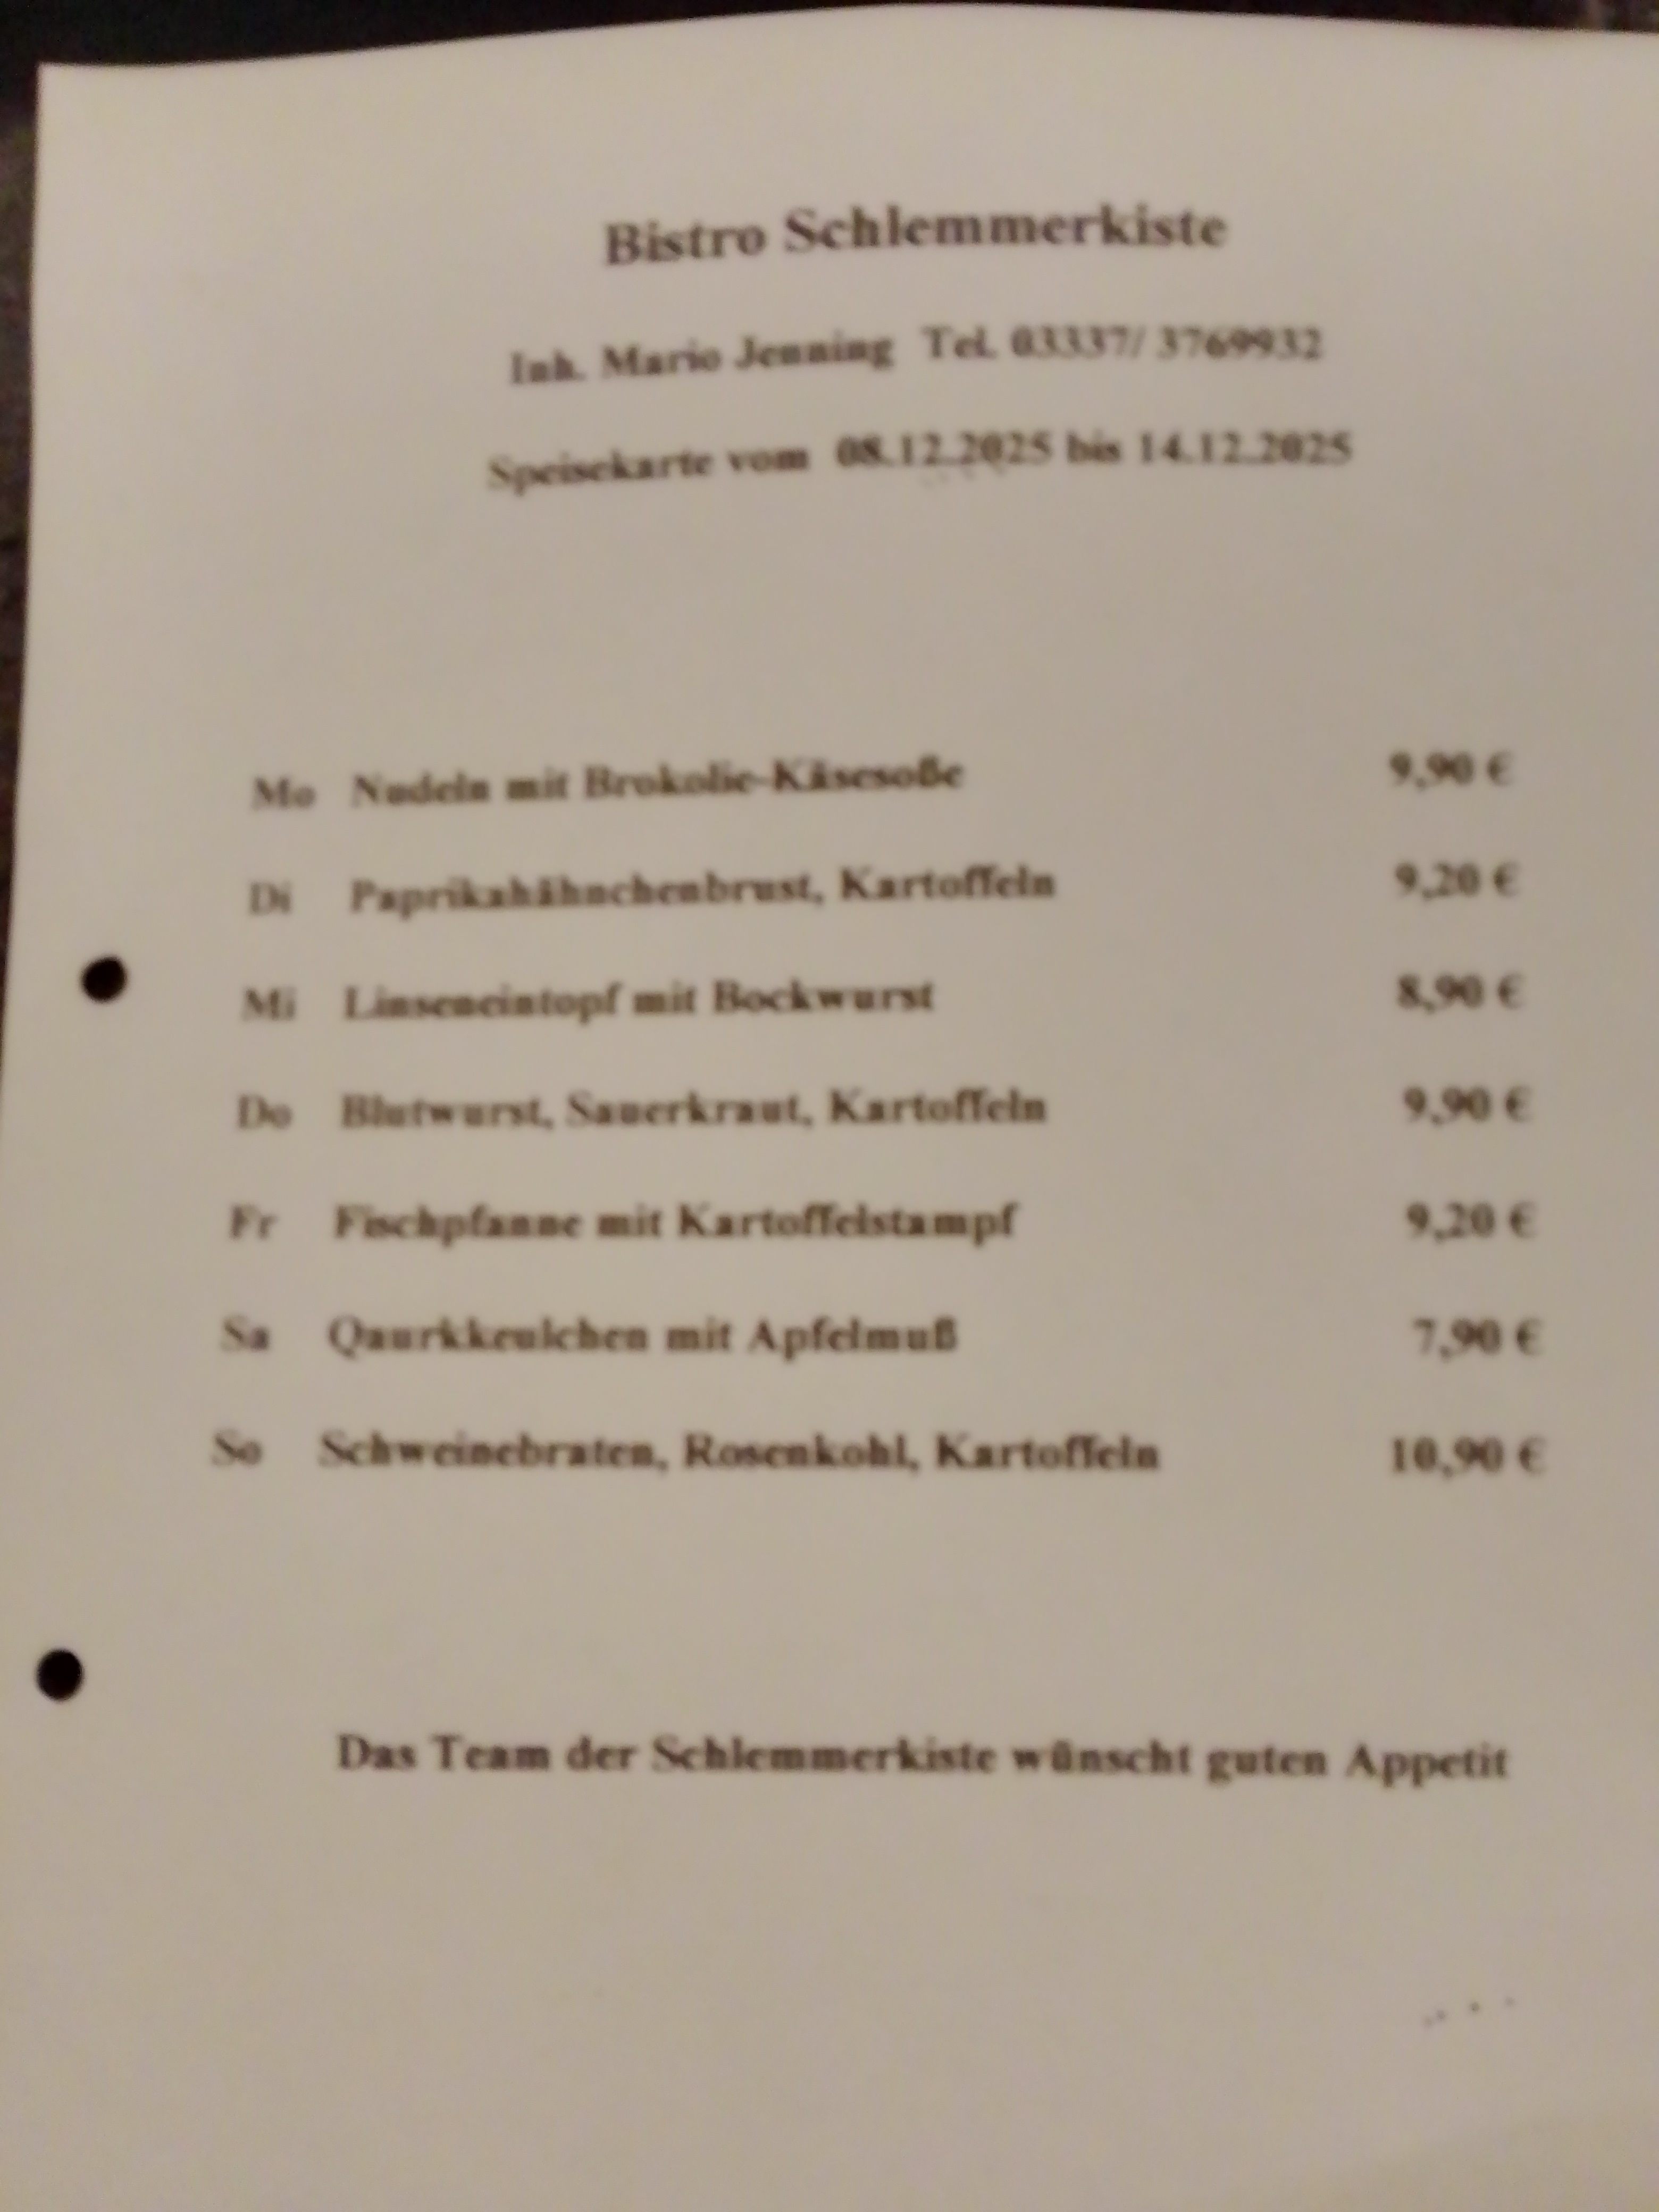 Bistro Schlemmerkiste
Inh. Mario Jenning Tel. 03337/ 3769932
Speisekarte vom 08.12.2025 bis 14.12.2025
Mo Nudeln mit Brokolie-Käsesoße 9,90 €
Di Paprikahähnchenbrust, Kartoffeln 9,20 €
Mi Linseneintopf mit Bockwurst 8,90 €
Do Blutwurst, Sauerkraut, Kartoffeln 9,90 €
Fr Fischpfanne mit Kartoffelstampf 9,20 €
Sa Qaurkkeulchen mit Apfelmuß 7,90 €
So Schweinebraten, Rosenkohl, Kartoffeln 10,90 €
Das Team der Schlemmerkiste wünscht guten Appetit